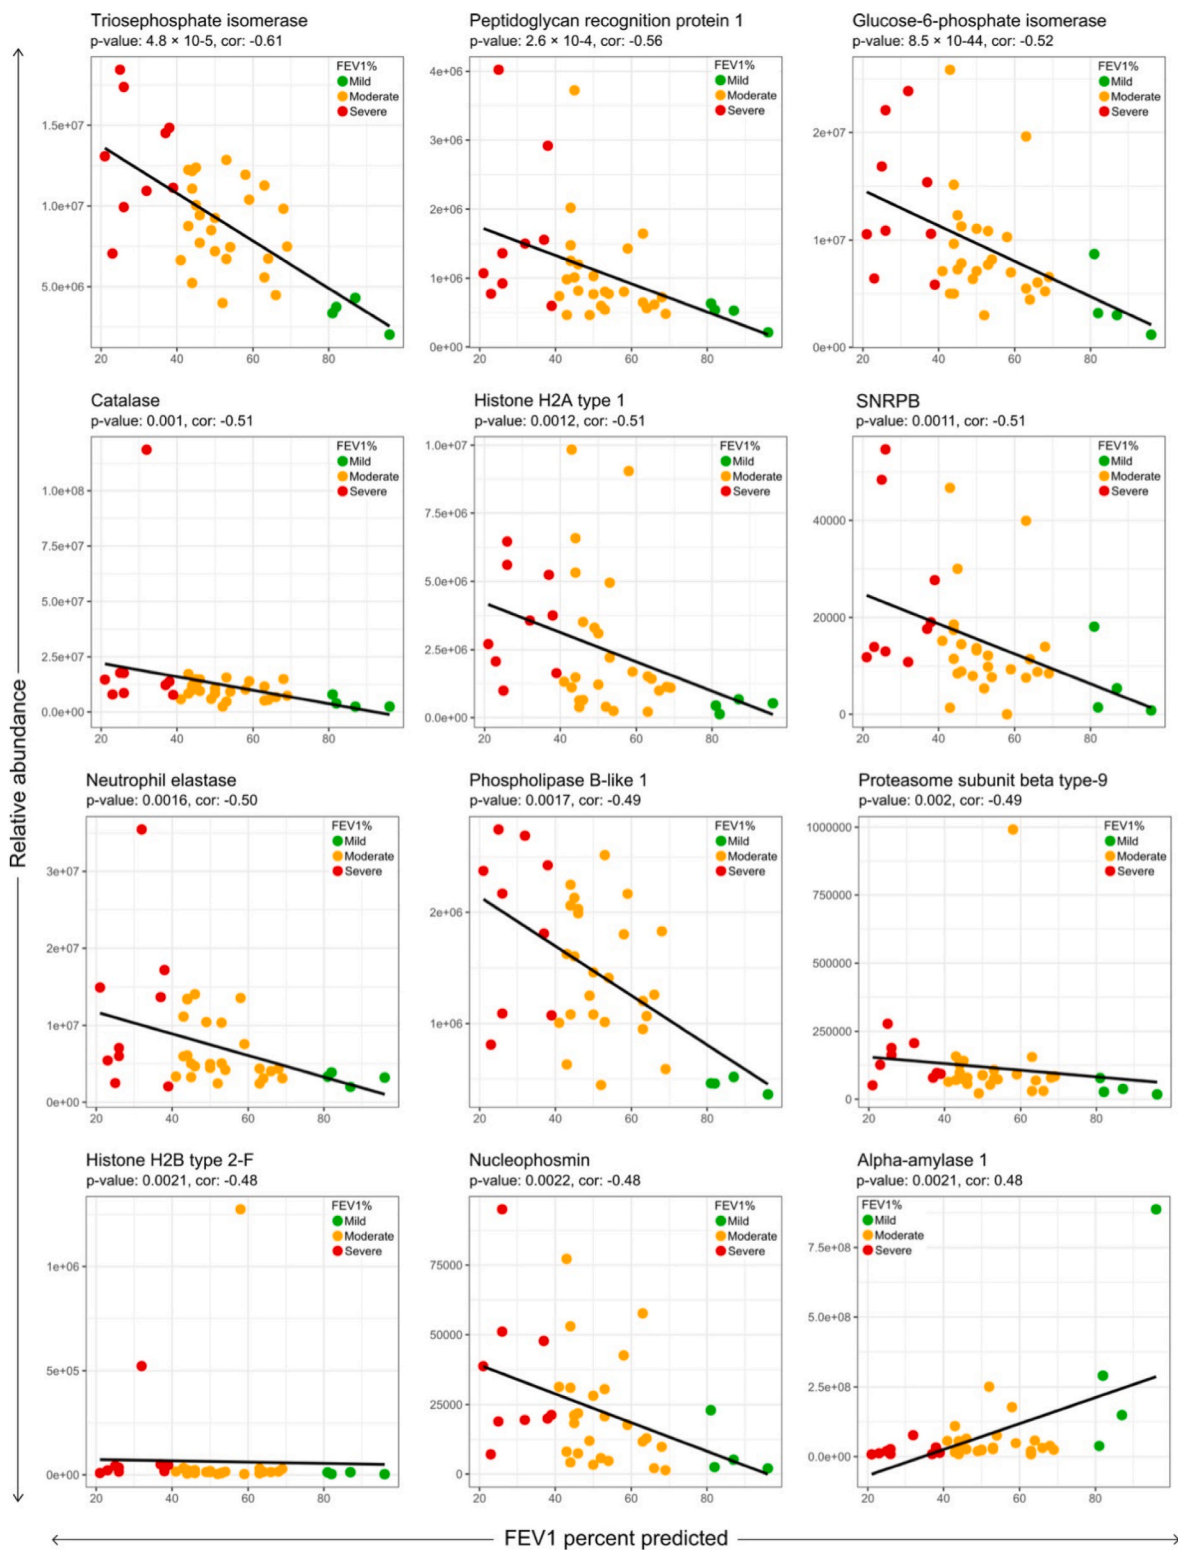 Triosephosphate isomerase
p-value: 4.8 × 10-5, cor: -0.61
FEV1%
Mild
Moderate
Severe
1.5e+07
1.0e+07
5.0e+06
20 40 60 80
Peptidoglycan recognition protein 1
p-value: 2.6 × 10-4, cor: -0.56
FEV1%
Mild
Moderate
Severe
4e+06
3e+06
2e+06
1e+06
0e+00
20 40 60 80
Glucose-6-phosphate isomerase
p-value: 8.5 × 10-44, cor: -0.52
FEV1%
Mild
Moderate
Severe
2e+07
1e+07
0e+00
20 40 60 80
Catalase
p-value: 0.001, cor: -0.51
FEV1%
Mild
Moderate
Severe
1.0e+08
7.5e+07
5.0e+07
2.5e+07
0.0e+00
20 40 60 80
Histone H2A type 1
p-value: 0.0012, cor: -0.51
FEV1%
Mild
Moderate
Severe
1.0e+07
7.5e+06
5.0e+06
2.5e+06
0.0e+00
20 40 60 80
SNRPB
p-value: 0.0011, cor: -0.51
FEV1%
Mild
Moderate
Severe
40000
20000
0
20 40 60 80
Neutrophil elastase
p-value: 0.0016, cor: -0.50
FEV1%
Mild
Moderate
Severe
3e+07
2e+07
1e+07
0e+00
20 40 60 80
Phospholipase B-like 1
p-value: 0.0017, cor: -0.49
FEV1%
Mild
Moderate
Severe
2e+06
1e+06
20 40 60 80
Proteasome subunit beta type-9
p-value: 0.002, cor: -0.49
FEV1%
Mild
Moderate
Severe
1000000
750000
500000
250000
0
20 40 60 80
Histone H2B type 2-F
p-value: 0.0021, cor: -0.48
FEV1%
Mild
Moderate
Severe
1e+06
5e+05
0e+00
20 40 60 80
Nucleophosmin
p-value: 0.0022, cor: -0.48
FEV1%
Mild
Moderate
Severe
75000
50000
25000
0
20 40 60 80
Alpha-amylase 1
p-value: 0.0021, cor: 0.48
FEV1%
Mild
Moderate
Severe
7.5e+08
5.0e+08
2.5e+08
0.0e+00
20 40 60 80
Relative abundance
FEV1 percent predicted